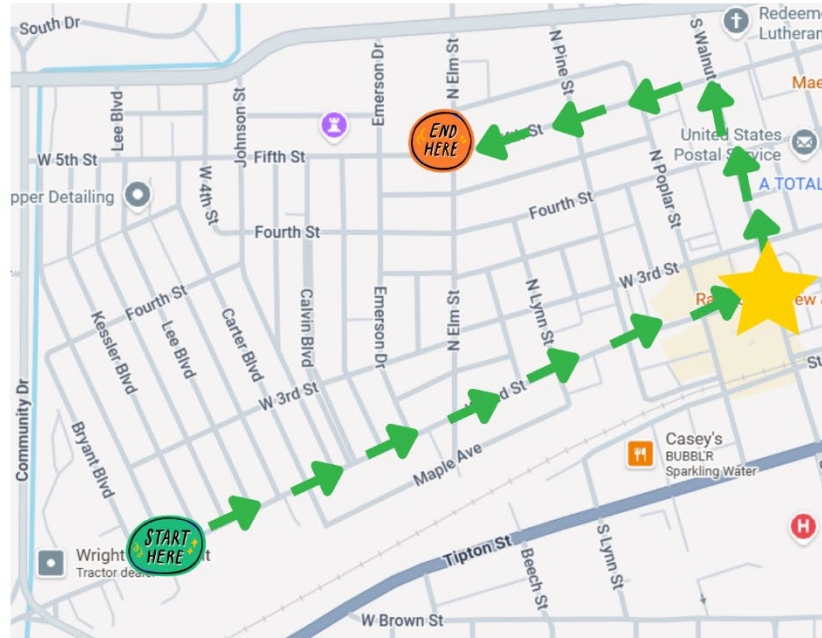 South Dr
Redeeme
Lutheran
N Elm St
N Pine St
S Walnut
Emerson Dr
Johnson St
Lee Blvd
Mae
END
HERE
United States
Postal Service
W 5th St
Fifth St
W 4th St
A TOTAL
pper Detailing
N Poplar St
Fourth St
Fourth St
W 3rd St
Fourth St
Kessler Blvd
Lee Blvd
Carter Blvd
Calvin Blvd
Emerson Dr
N Elm St
N Lynn St
Ra
ew &
W 3rd St
St
Community Dr
Bryant Blvd
Maple Ave
Casey's
BUBBL'R
Sparkling Water
START
HERE
Wright
Tractor dealer
Tipton St
S Lynn St
Beech St
H
W Brown St